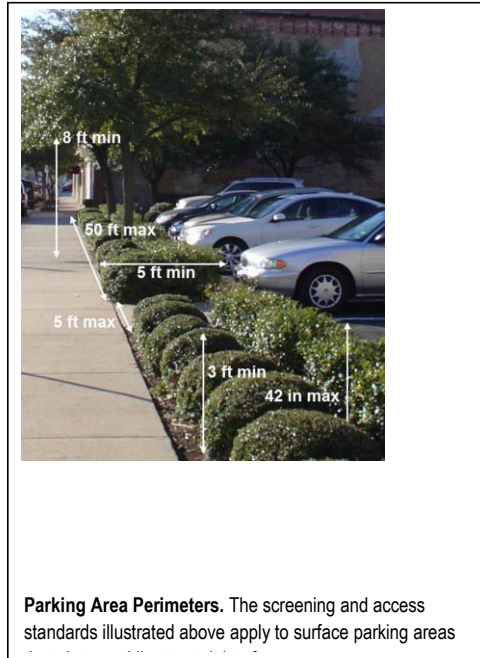 8 ft min
50 ft max
5 ft min
5 ft max
3 ft min
42 in max
Parking Area Perimeters. The screening and access
standards illustrated above apply to surface parking areas